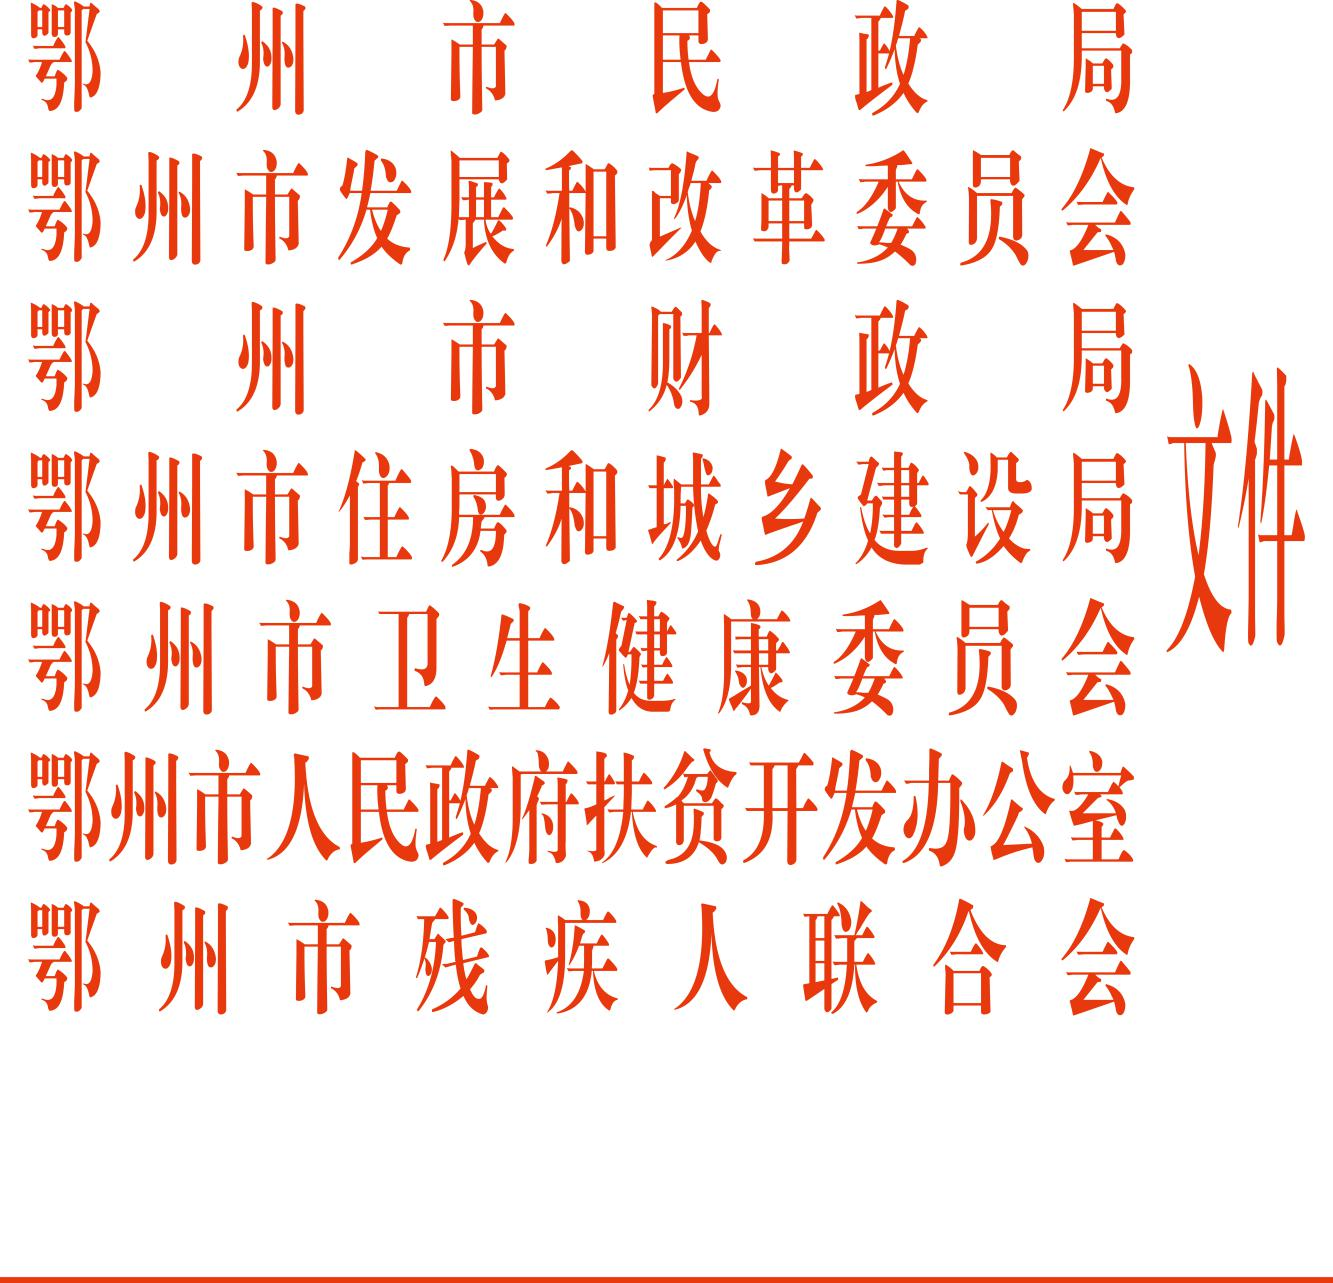 鄂州市民政局
鄂州市发展和改革委员会
鄂州市财政局
鄂州市住房和城乡建设局
鄂州市卫生健康委员会
鄂州市人民政府扶贫开发办公室
鄂州市残疾人联合会
文件